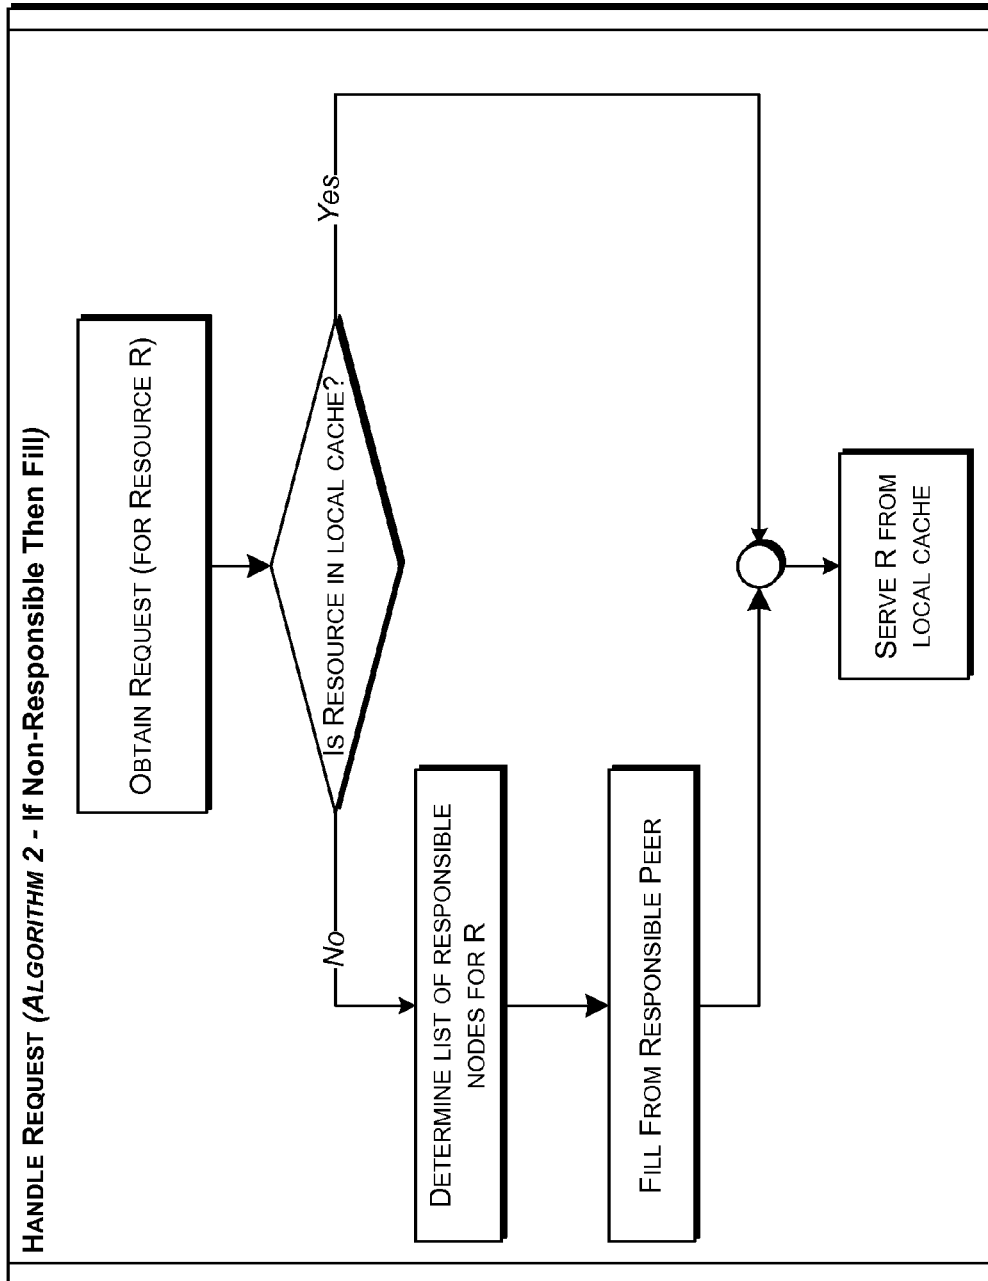 HANDLE REQUEST (ALGORITHM 2 - If Non-Responsible Then Fill)
OBTAIN REQUEST (FOR RESOURCE R)
IS RESOURCE IN LOCAL CACHE?
No
Yes
DETERMINE LIST OF RESPONSIBLE
NODES FOR R
FILL FROM RESPONSIBLE PEER
SERVE R FROM
LOCAL CACHE